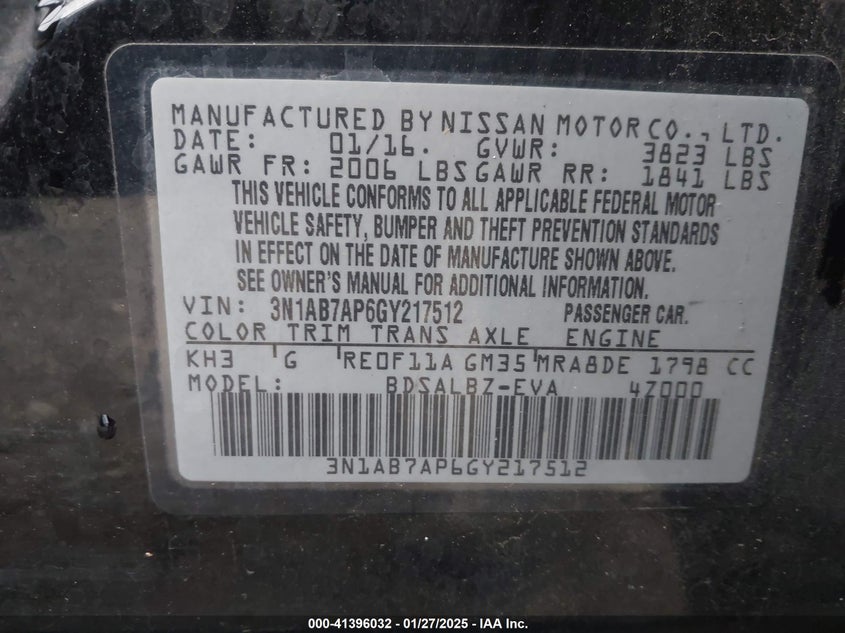 MANUFACTURED BY NISSAN MOTOR CO., LTD.
DATE: 01/16. GVWR: 3823 LBS
GAWR FR: 2006 LBS GAWR RR: 1841 LBS
THIS VEHICLE CONFORMS TO ALL APPLICABLE FEDERAL MOTOR
VEHICLE SAFETY, BUMPER AND THEFT PREVENTION STANDARDS
IN EFFECT ON THE DATE OF MANUFACTURE SHOWN ABOVE.
SEE OWNER'S MANUAL FOR ADDITIONAL INFORMATION.
VIN: 3N1AB7AP6GY217512 PASSENGER CAR.
COLOR TRIM TRANS AXLE ENGINE
KH3 G RE0F11A GM35 MRA8DE 1798 CC
MODEL: BDSALBZ-EVA 4Z000
3N1AB7AP6GY217512
000-41396032 / 01/27/2025 - IAA Inc.